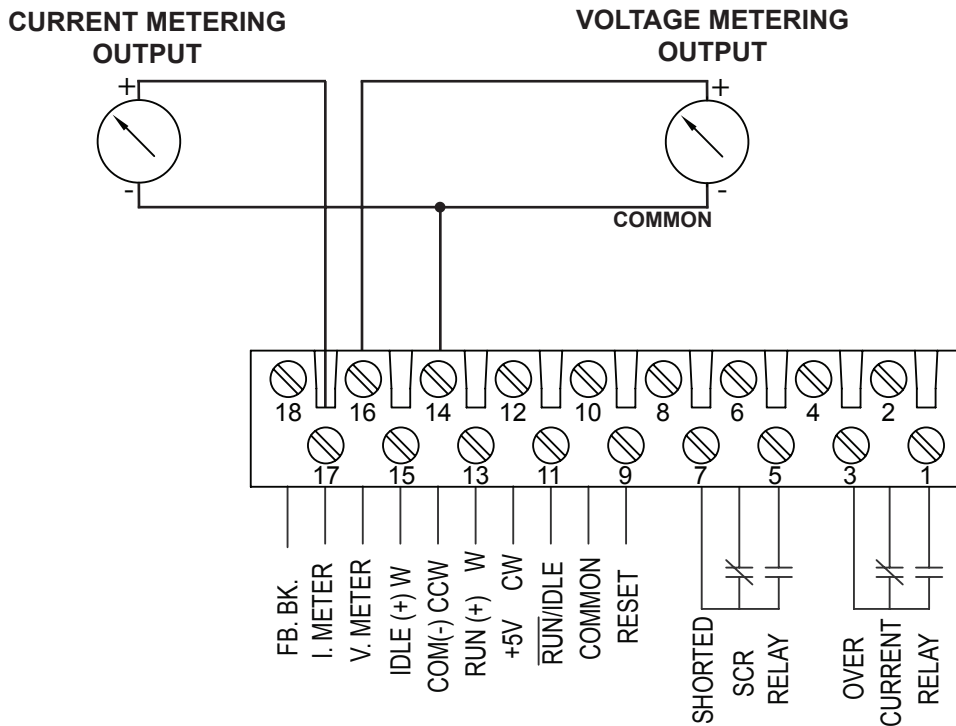 CURRENT METERING
OUTPUT
VOLTAGE METERING
OUTPUT
+
-
+
-
COMMON
18 16 14 12 10 8 6 4 2
17 15 13 11 9 7 5 3 1
FB. BK.
I. METER
V. METER
IDLE (+) W
COM(-) CCW
RUN (+) W
+5V CW
RUN/IDLE
COMMON
RESET
SHORTED
SCR
RELAY
OVER
CURRENT
RELAY